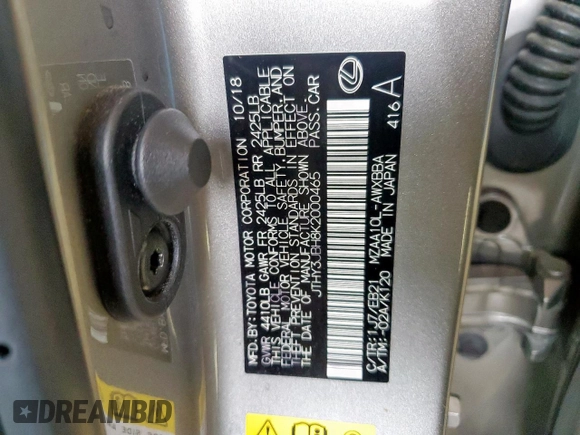 MFD.BY:TOYOTA MOTOR CORPORATION 10/18
GVWR 4410LB GAWR FR 2425LB RR 2425LB
THIS VEHICLE CONFORMS TO ALL APPLICABLE
FEDERAL MOTOR VEHICLE SAFETY, BUMPER, AND
THEFT PREVENTION STANDARDS IN EFFECT ON
THE DATE OF MANUFACTURE SHOWN ABOVE.
JTHY3JBH8K2000465 PASS.CAR
C/TR:1J7/EB21 MZAA10L-AWXBBA
A/TM:-02A/K120 MADE IN JAPAN
416A
DREAMBID